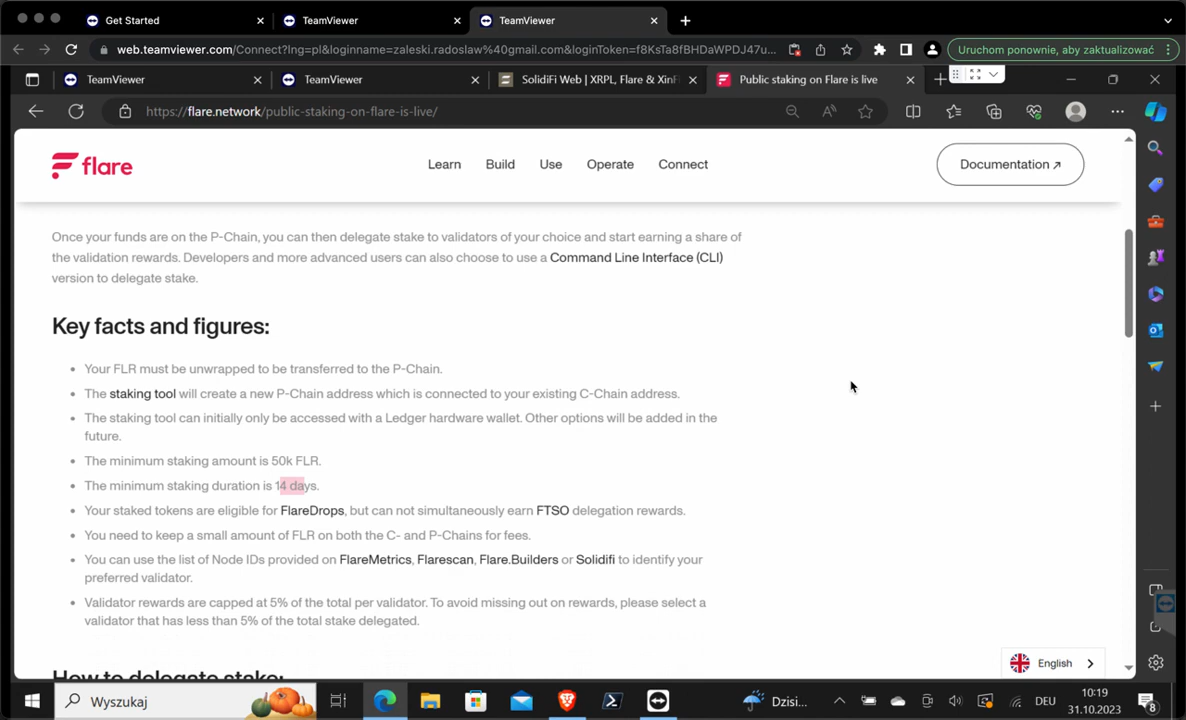 Get Started
TeamViewer
TeamViewer
web.teamviewer.com/Connect?lng=pl&loginname=zaleski.radoslaw%40gmail.com&loginToken=f8KsTa8fBHDaWPDJ47u...
Uruchom ponownie, aby zaktualizować
TeamViewer
TeamViewer
SolidiFi Web | XRPL, Flare & XinFi
Public staking on Flare is live
https://flare.network/public-staking-on-flare-is-live/
flare
Learn
Build
Use
Operate
Connect
Documentation ↗
Once your funds are on the P-Chain, you can then delegate stake to validators of your choice and start earning a share of
the validation rewards. Developers and more advanced users can also choose to use a Command Line Interface (CLI)
version to delegate stake.
Key facts and figures:
• Your FLR must be unwrapped to be transferred to the P-Chain.
• The staking tool will create a new P-Chain address which is connected to your existing C-Chain address.
• The staking tool can initially only be accessed with a Ledger hardware wallet. Other options will be added in the
future.
• The minimum staking amount is 50k FLR.
• The minimum staking duration is 14 days.
• Your staked tokens are eligible for FlareDrops, but can not simultaneously earn FTSO delegation rewards.
• You need to keep a small amount of FLR on both the C- and P-Chains for fees.
• You can use the list of Node IDs provided on FlareMetrics, Flarescan, Flare.Builders or Solidifi to identify your
preferred validator.
• Validator rewards are capped at 5% of the total per validator. To avoid missing out on rewards, please select a
validator that has less than 5% of the total stake delegated.
How to delegate stake:
English
Wyszukaj
Dzisi...
DEU
10:19
31.10.2023
8